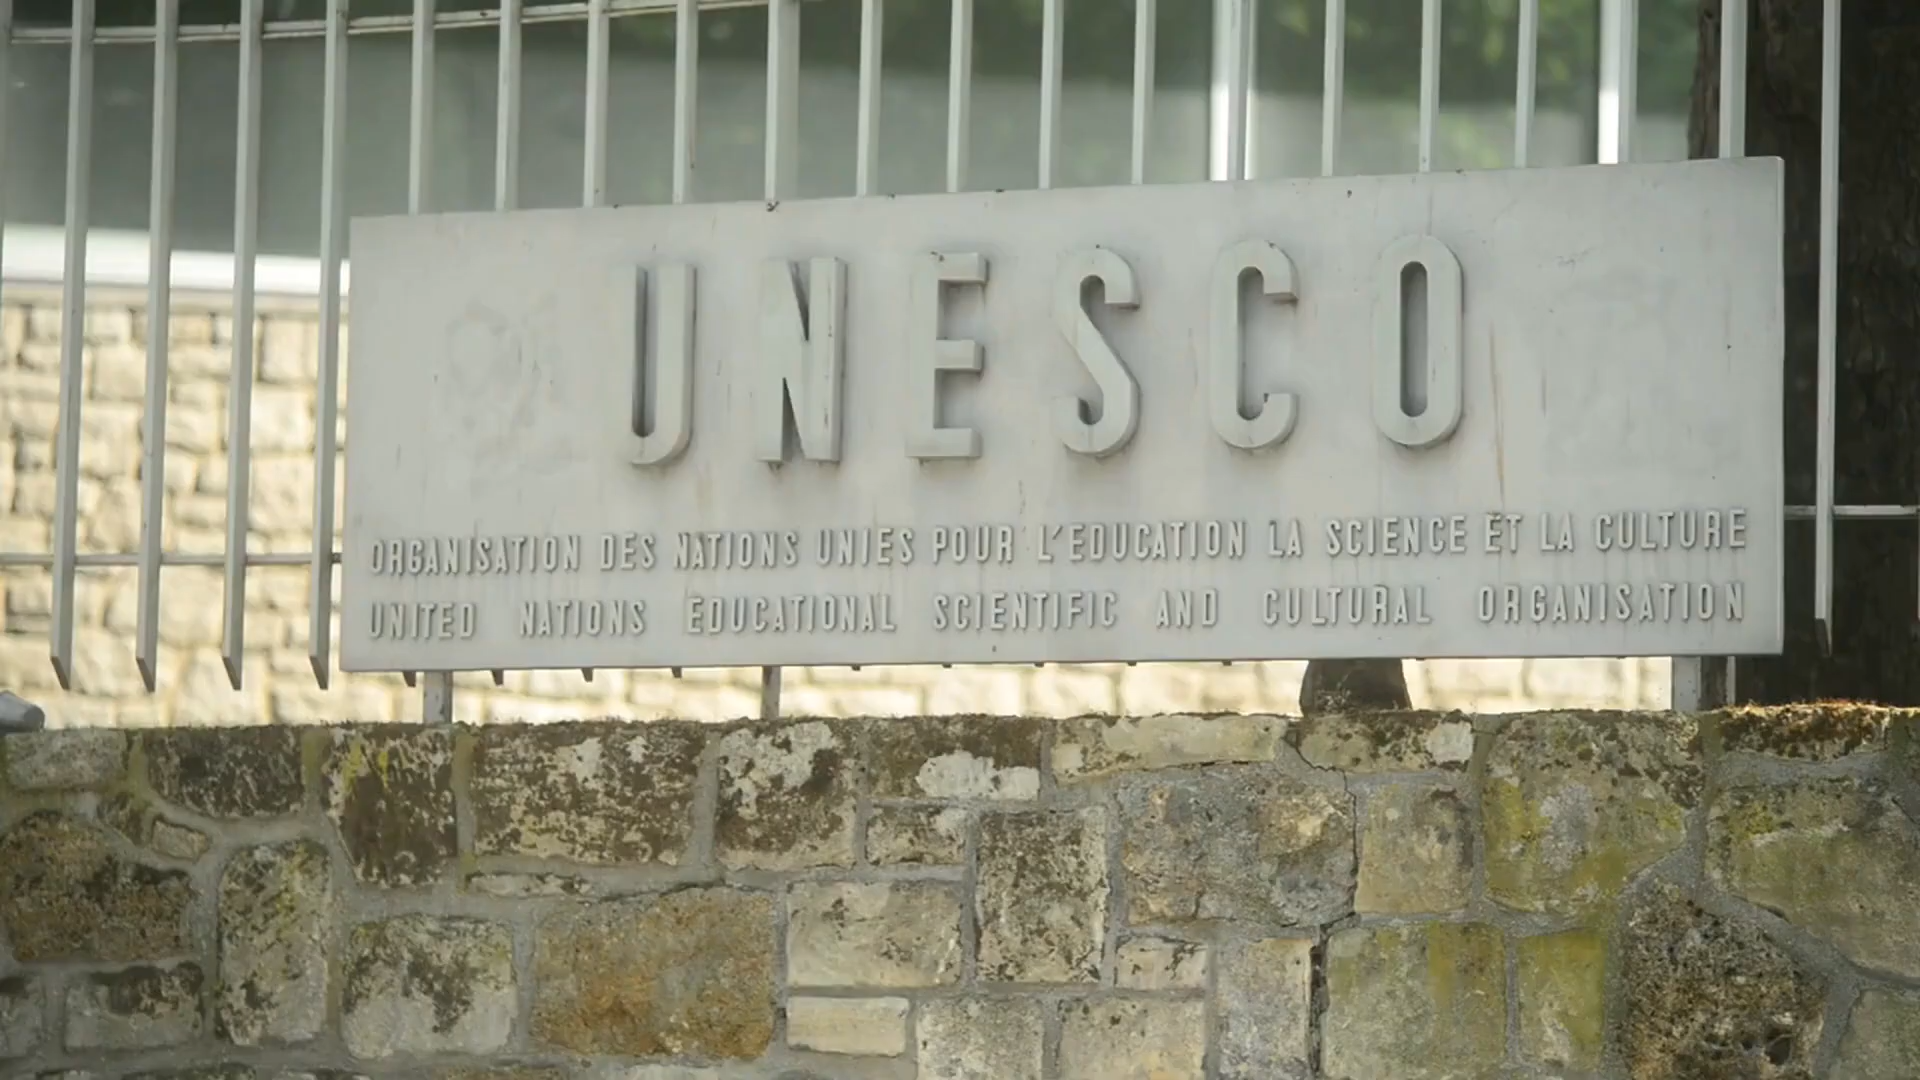 UNESCO
ORGANISATION DES NATIONS UNIES POUR L'EDUCATION LA SCIENCE ET LA CULTURE
UNITED NATIONS EDUCATIONAL SCIENTIFIC AND CULTURAL ORGANISATION